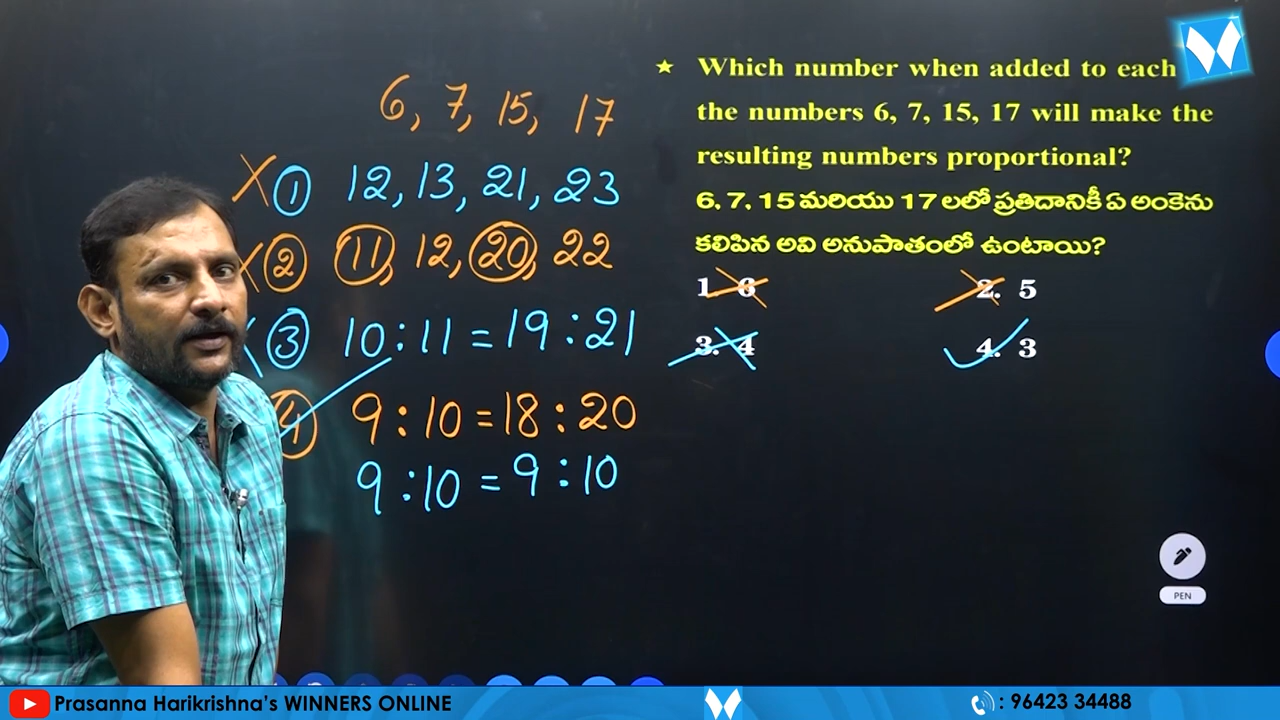 6, 7, 15, 17
X ① 12, 13, 21, 23
X ② 11, 12, 20, 22
③ 10 : 11 = 19 : 21
④ 9 : 10 = 18 : 20
9 : 10 = 9 : 10
★ Which number when added to each
the numbers 6, 7, 15, 17 will make the
resulting numbers proportional?
6, 7, 15 మరియు 17 లలో ప్రతిదానికీ ఏ అంకెను
కలిపిన అవి అనుపాతంలో ఉంటాయి?
1. 6 2. 5
3. 4 4. 3
W
PEN
Prasanna Harikrishna's WINNERS ONLINE
: 96423 34488